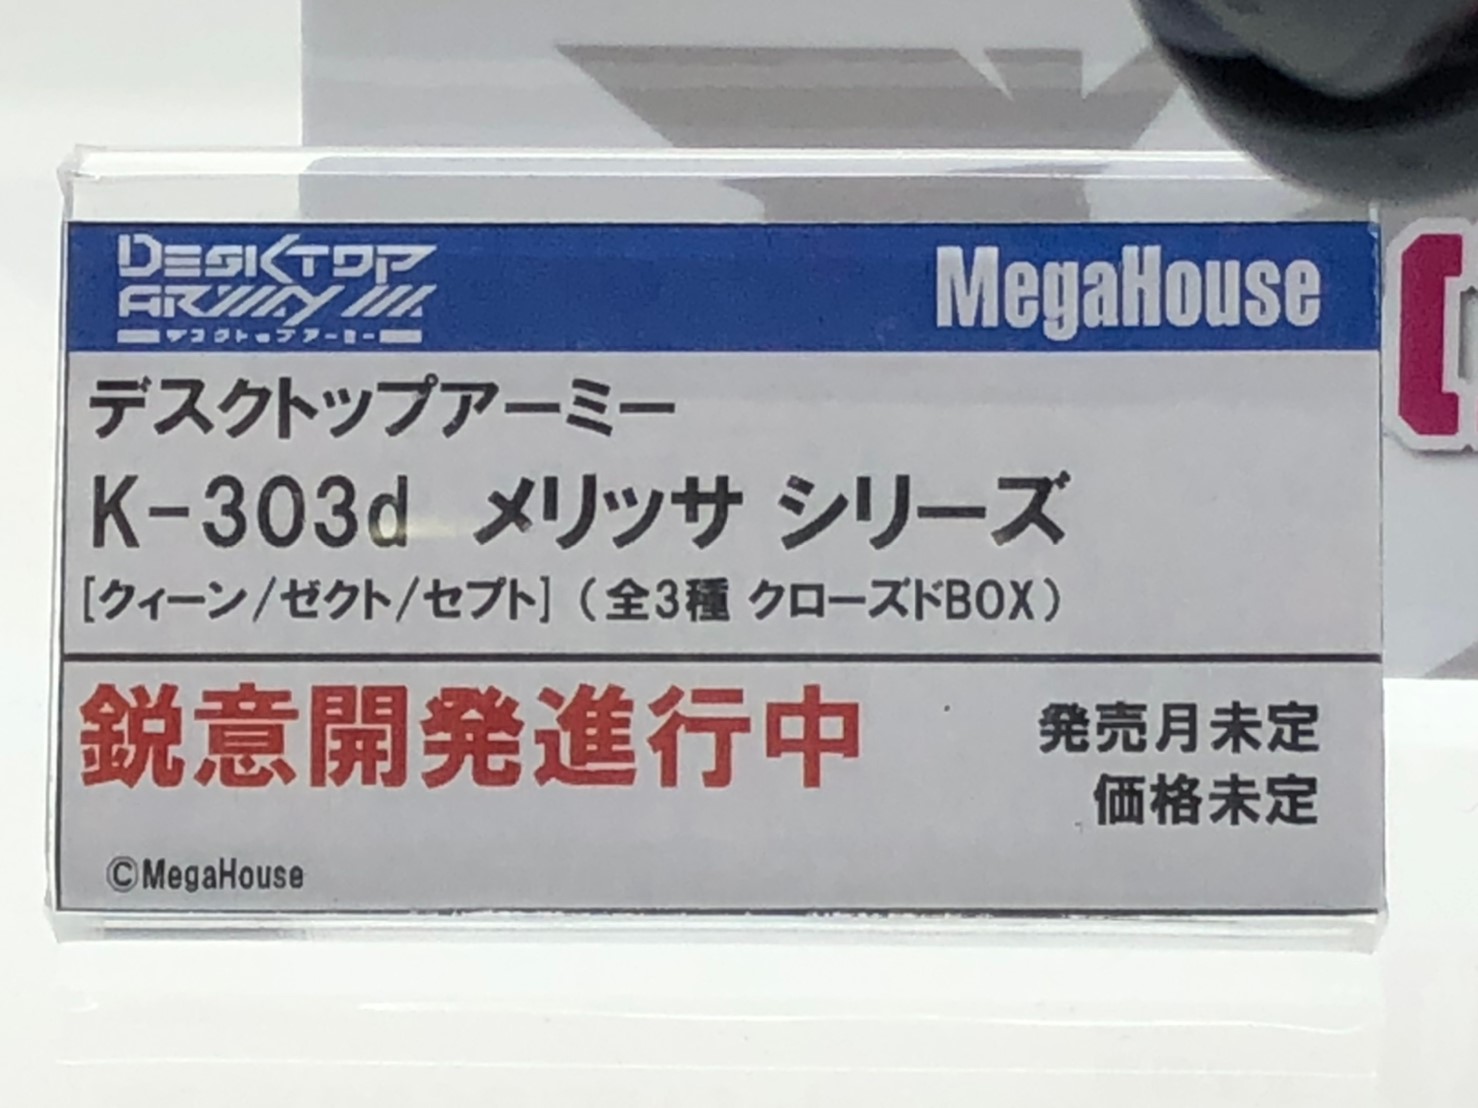 DESKTOP
ARMY
デスクトップアーミー
MegaHouse
デスクトップアーミー
K-303d メリッサ シリーズ
[クィーン/ゼクト/セプト] (全3種 クローズドBOX)
鋭意開発進行中
発売月未定
価格未定
©MegaHouse